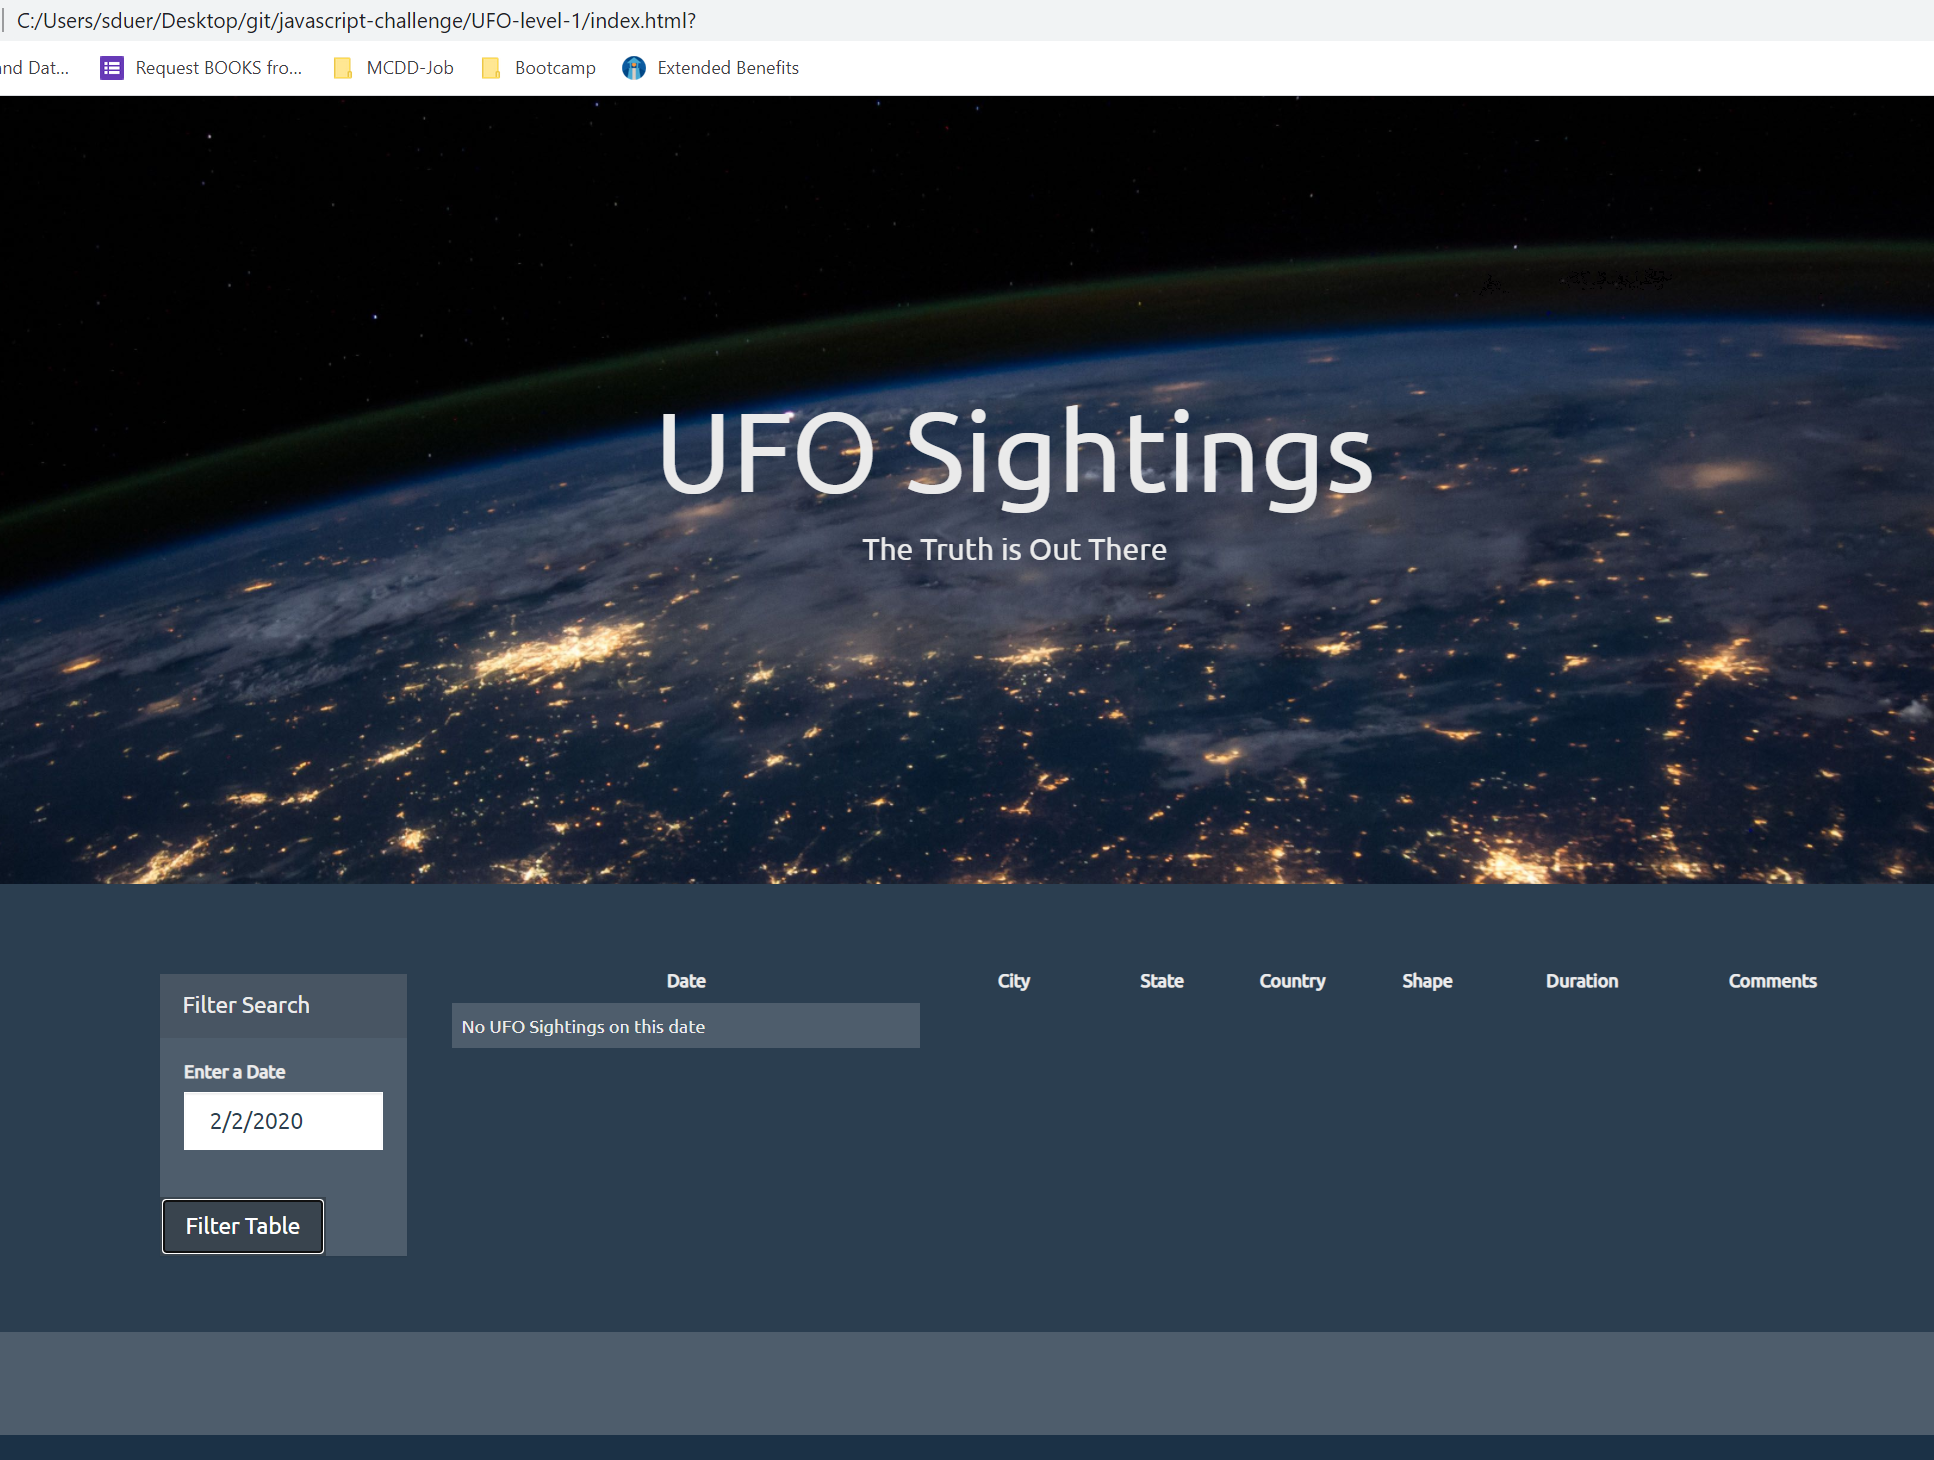 C:/Users/sduer/Desktop/git/javascript-challenge/UFO-level-1/index.html?
and Dat... Request BOOKS fro... MCDD-Job Bootcamp Extended Benefits
UFO Sightings
The Truth is Out There
Filter Search
Enter a Date
2/2/2020
Filter Table
Date City State Country Shape Duration Comments
No UFO Sightings on this date